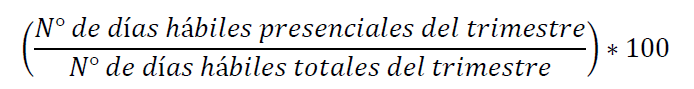 (N° de días hábiles presenciales del trimestre
N° de días hábiles totales del trimestre) * 100